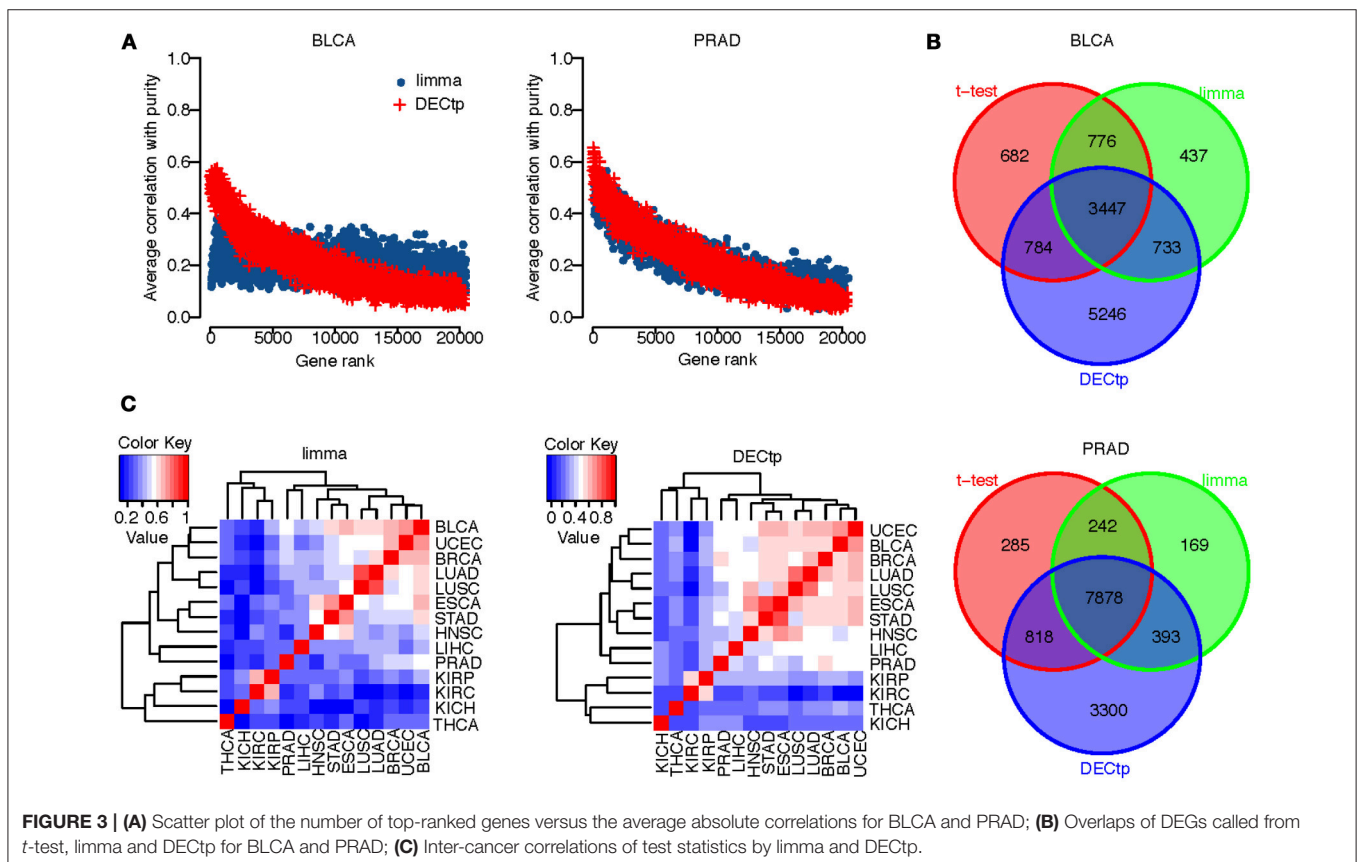 A
BLCA
PRAD
B
BLCA
Average correlation with purity
1.0
0.8
0.6
0.4
0.2
0.0
limma
DECtp
0 5000 10000 15000 20000
Gene rank
Average correlation with purity
1.0
0.8
0.6
0.4
0.2
0.0
0 5000 10000 15000 20000
Gene rank
t-test
limma
682
776
437
3447
784
733
5246
DECtp
C
Color Key
0.2 0.6 1
Value
limma
BLCA
UCEC
BRCA
LUAD
LUSC
ESCA
STAD
HNSC
LIHC
PRAD
KIRP
KIRC
KICH
THCA
THCA
KICH
KIRC
KIRP
PRAD
LIHC
HNSC
STAD
ESCA
LUSC
LUAD
BRCA
UCEC
BLCA
Color Key
0 0.4 0.8
Value
DECtp
UCEC
BLCA
BRCA
LUAD
LUSC
ESCA
STAD
HNSC
LIHC
PRAD
KIRP
KIRC
THCA
KICH
KICH
THCA
KIRC
KIRP
PRAD
LIHC
HNSC
STAD
ESCA
LUSC
LUAD
BRCA
BLCA
UCEC
PRAD
t-test
limma
285
242
169
7878
818
393
3300
DECtp
FIGURE 3 | (A) Scatter plot of the number of top-ranked genes versus the average absolute correlations for BLCA and PRAD; (B) Overlaps of DEGs called from
t-test, limma and DECtp for BLCA and PRAD; (C) Inter-cancer correlations of test statistics by limma and DECtp.